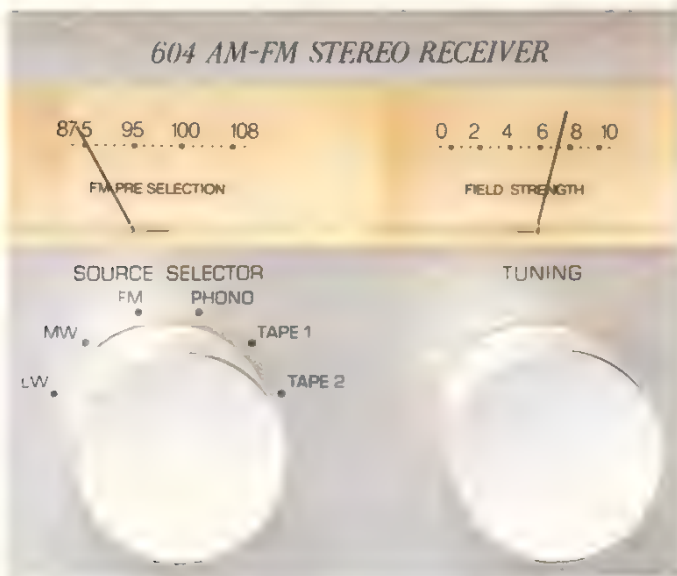 604 AM-FM STEREO RECEIVER
87.5 95 100 108
0 2 4 6 8 10
FM PRE SELECTION
FIELD STRENGTH
SOURCE SELECTOR
TUNING
FM PHONO
MW TAPE 1
LW TAPE 2